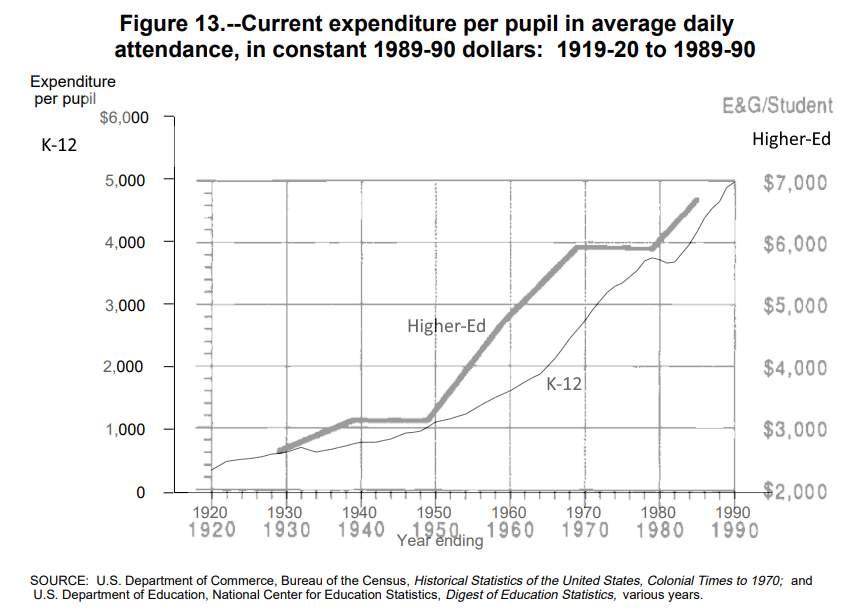 Figure 13.--Current expenditure per pupil in average daily
attendance, in constant 1989-90 dollars:  1919-20 to 1989-90
Expenditure
per pupil
$6,000
E&G/Student
K-12
Higher-Ed
5,000
$7,000
4,000
$6,000
3,000
$5,000
Higher-Ed
2,000
$4,000
K-12
1,000
$3,000
0
$2,000
1920 1930 1940 1950 1960 1970 1980 1990
1920 1930 1940 1950 1960 1970 1980 1990
Year ending
SOURCE:  U.S. Department of Commerce, Bureau of the Census, Historical Statistics of the United States, Colonial Times to 1970;  and
U.S. Department of Education, National Center for Education Statistics, Digest of Education Statistics, various years.